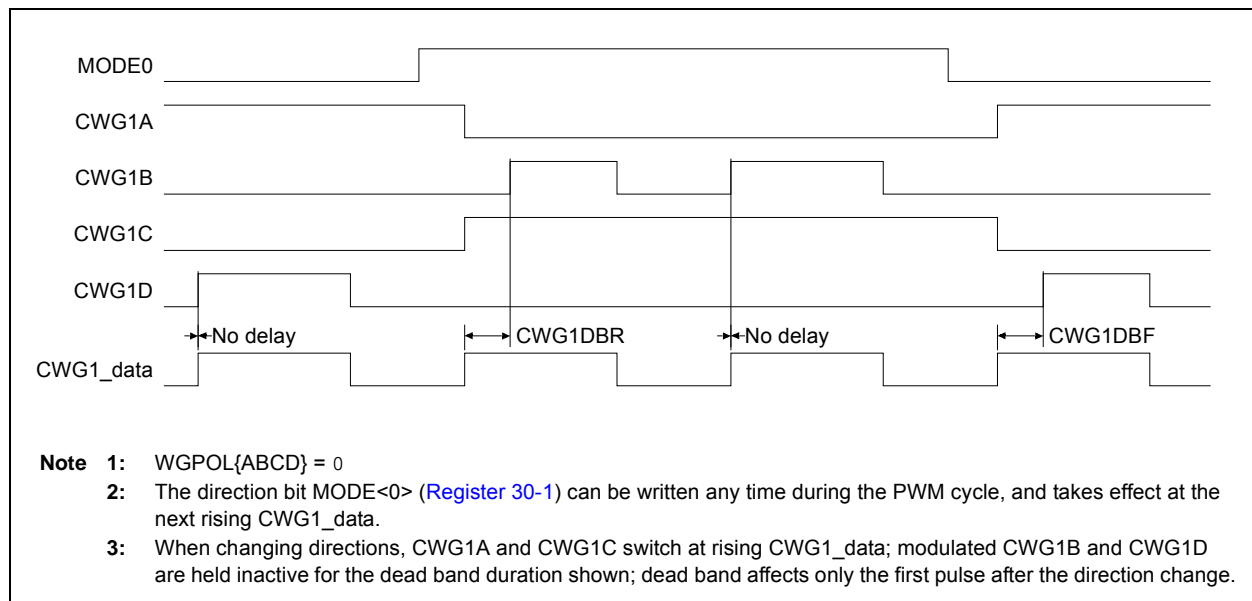 MODE0
CWG1A
CWG1B
CWG1C
CWG1D
No delay CWG1DBR No delay CWG1DBF
CWG1_data
Note 1: WGPOL{ABCD} = 0
2: The direction bit MODE<0> (Register 30-1) can be written any time during the PWM cycle, and takes effect at the
next rising CWG1_data.
3: When changing directions, CWG1A and CWG1C switch at rising CWG1_data; modulated CWG1B and CWG1D
are held inactive for the dead band duration shown; dead band affects only the first pulse after the direction change.